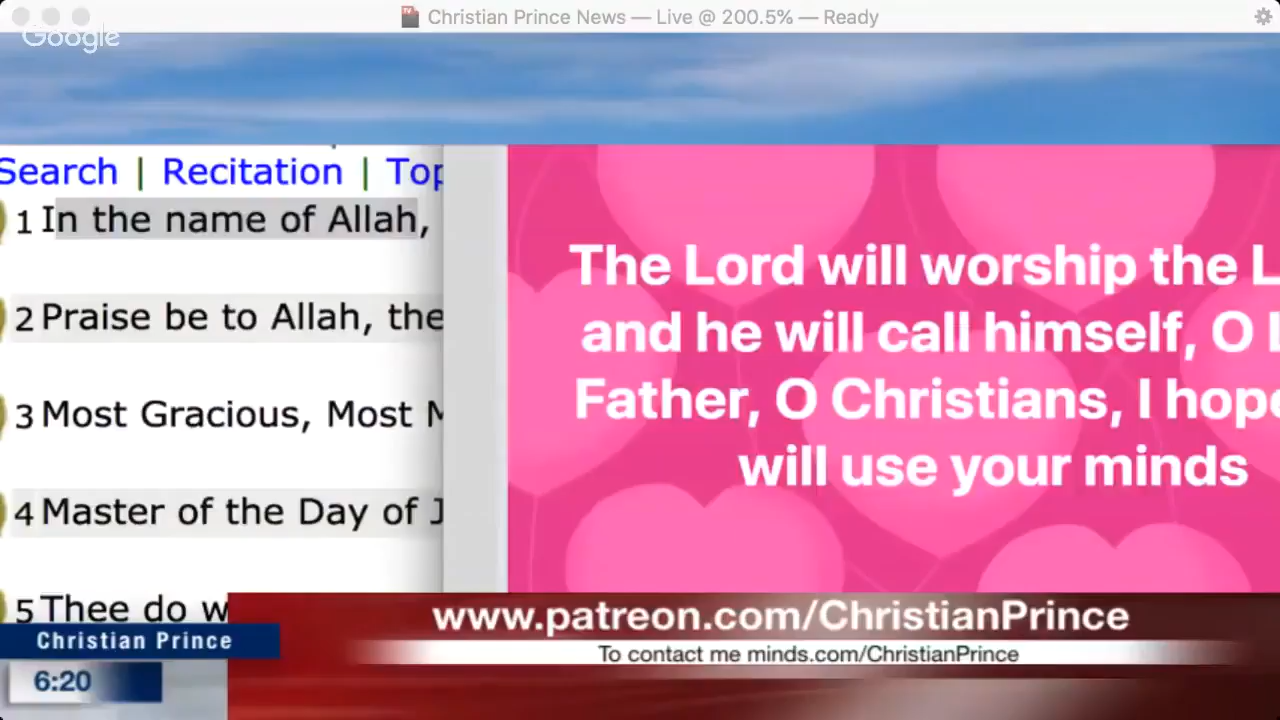 Christian Prince News — Live @ 200.5% — Ready
Google
Search | Recitation | Top
1 In the name of Allah,
2 Praise be to Allah, the
3 Most Gracious, Most M
4 Master of the Day of J
5 Thee do w
The Lord will worship the L
and he will call himself, O L
Father, O Christians, I hope
will use your minds
www.patreon.com/ChristianPrince
To contact me minds.com/ChristianPrince
Christian Prince
6:20